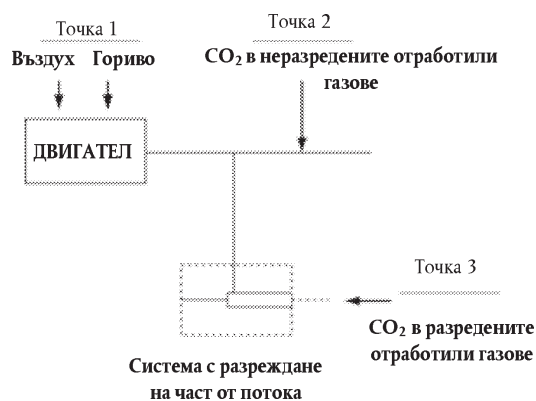 Точка 1
Въздух Гориво
Точка 2
CO₂ в неразредените отработили
газове
ДВИГАТЕЛ
Точка 3
CO₂ в разредените
отработили газове
Система с разреждане
на част от потока